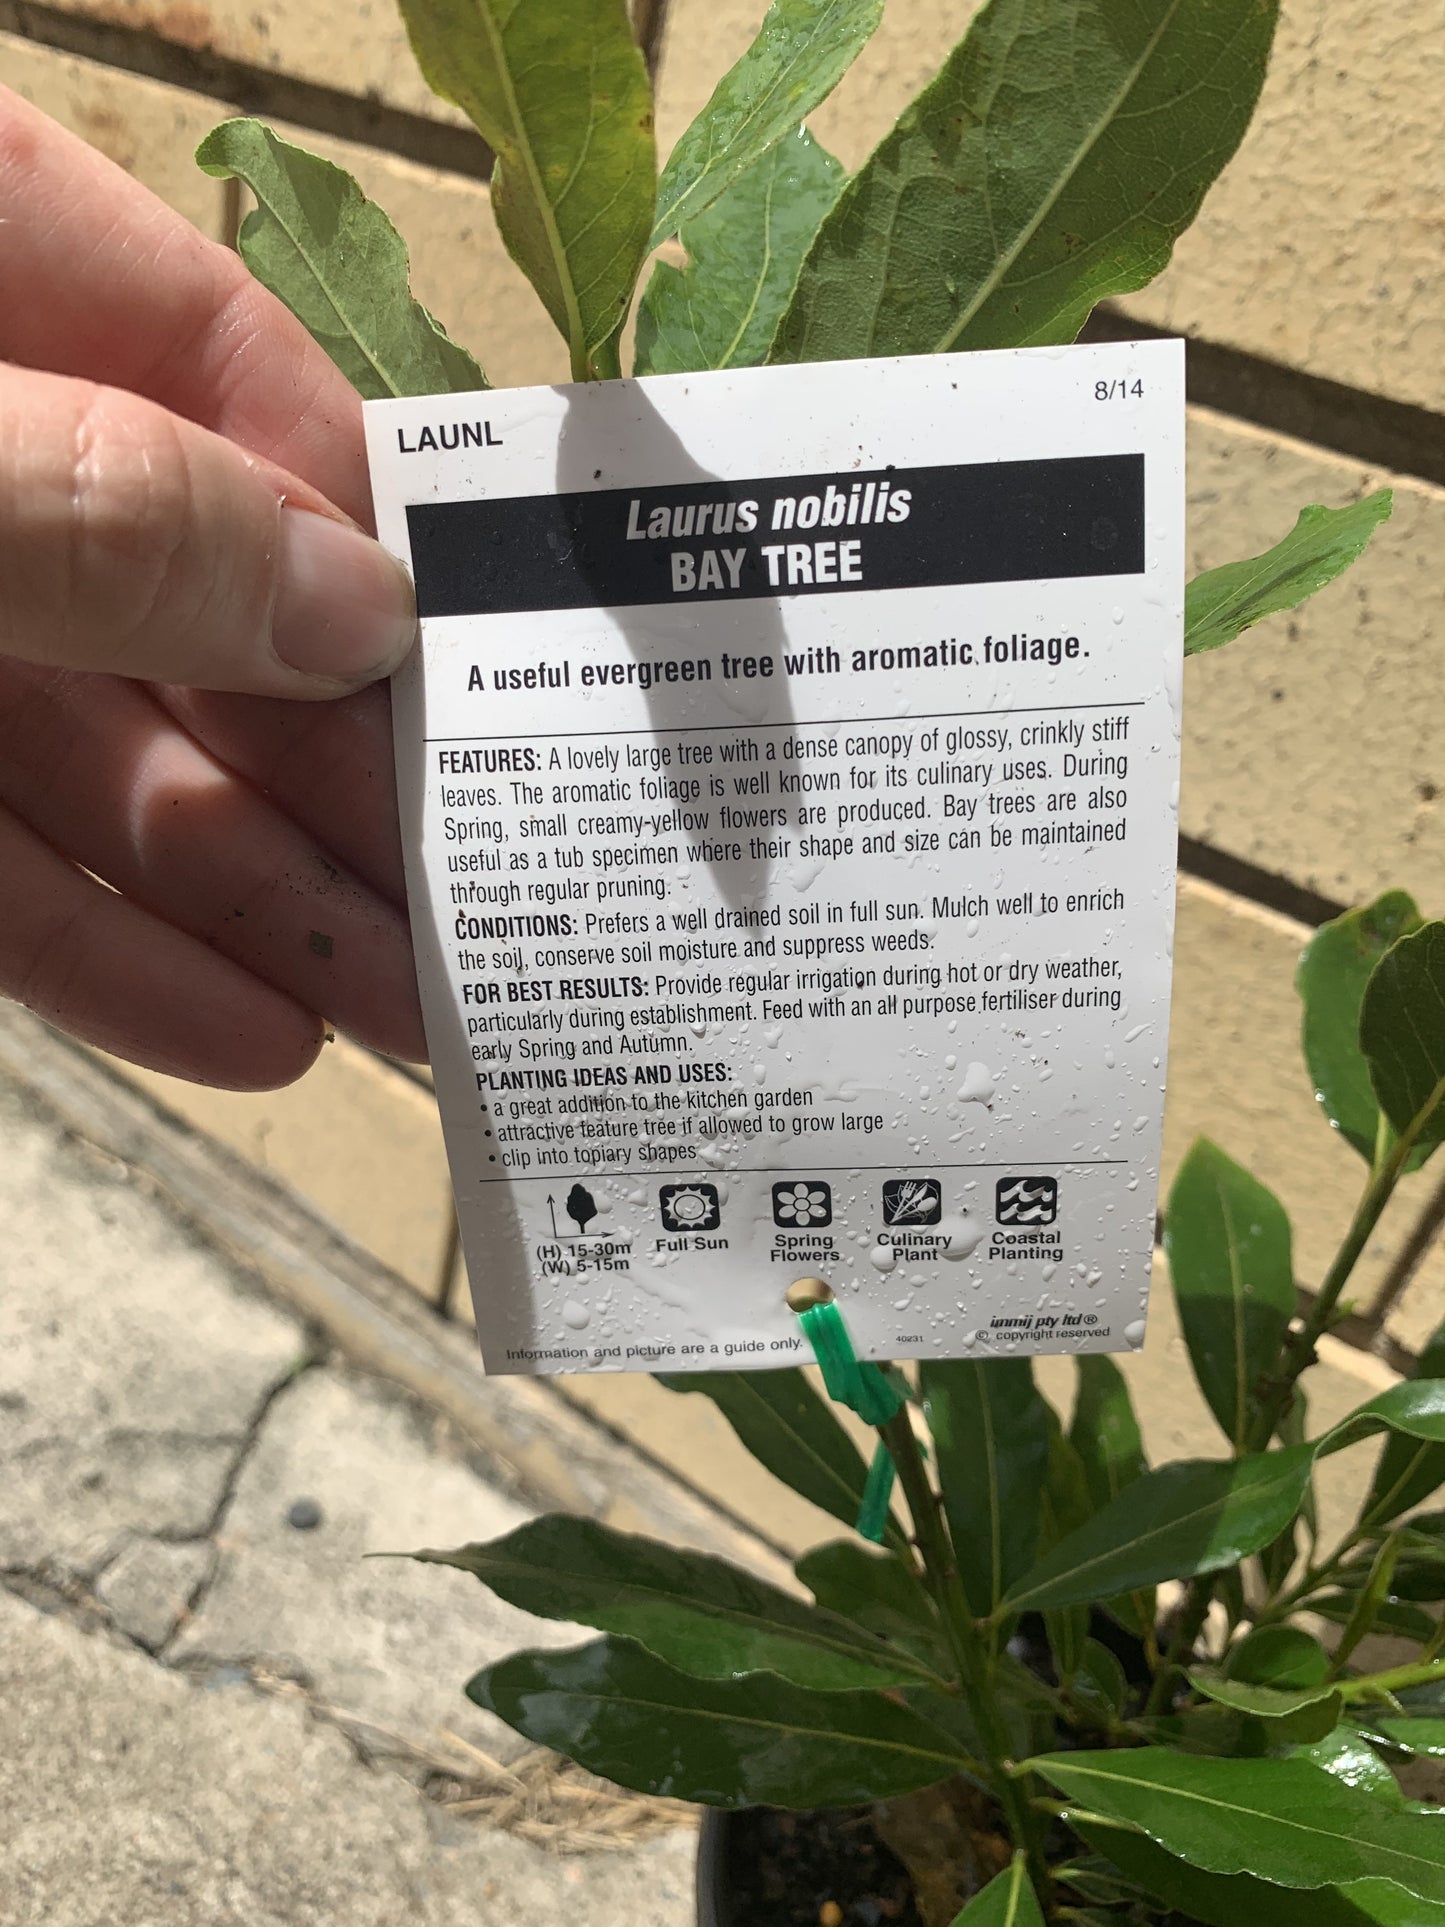 LAUNL
8/14
Laurus nobilis
BAY TREE
A useful evergreen tree with aromatic foliage.
FEATURES: A lovely large tree with a dense canopy of glossy, crinkly stiff
leaves. The aromatic foliage is well known for its culinary uses. During
Spring, small creamy-yellow flowers are produced. Bay trees are also
useful as a tub specimen where their shape and size can be maintained
through regular pruning.
CONDITIONS: Prefers a well drained soil in full sun. Mulch well to enrich
the soil, conserve soil moisture and suppress weeds.
FOR BEST RESULTS: Provide regular irrigation during hot or dry weather,
particularly during establishment. Feed with an all purpose fertiliser during
early Spring and Autumn.
PLANTING IDEAS AND USES:
• a great addition to the kitchen garden
• attractive feature tree if allowed to grow large
• clip into topiary shapes
(H) 15-30m
(W) 5-15m
Full Sun
Spring
Flowers
Culinary
Plant
Coastal
Planting
Information and picture are a guide only.
40231
immij pty ltd ®
© copyright reserved